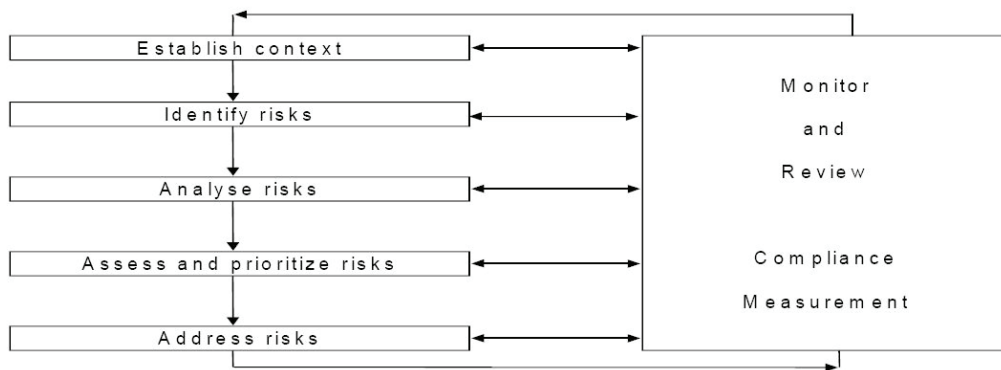 Establish context
Identify risks
Analyse risks
Assess and prioritize risks
Address risks
Monitor
and
Review
Compliance
Measurement